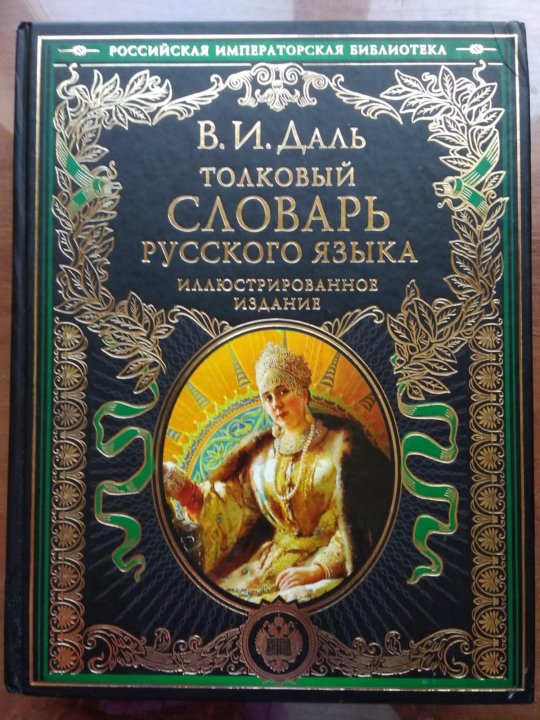 РОССИЙСКАЯ ИМПЕРАТОРСКАЯ БИБЛИОТЕКА
В. И. ДАЛЬ
ТОЛКОВЫЙ
СЛОВАРЬ
РУССКОГО ЯЗЫКА
ИЛЛЮСТРИРОВАННОЕ
ИЗДАНИЕ